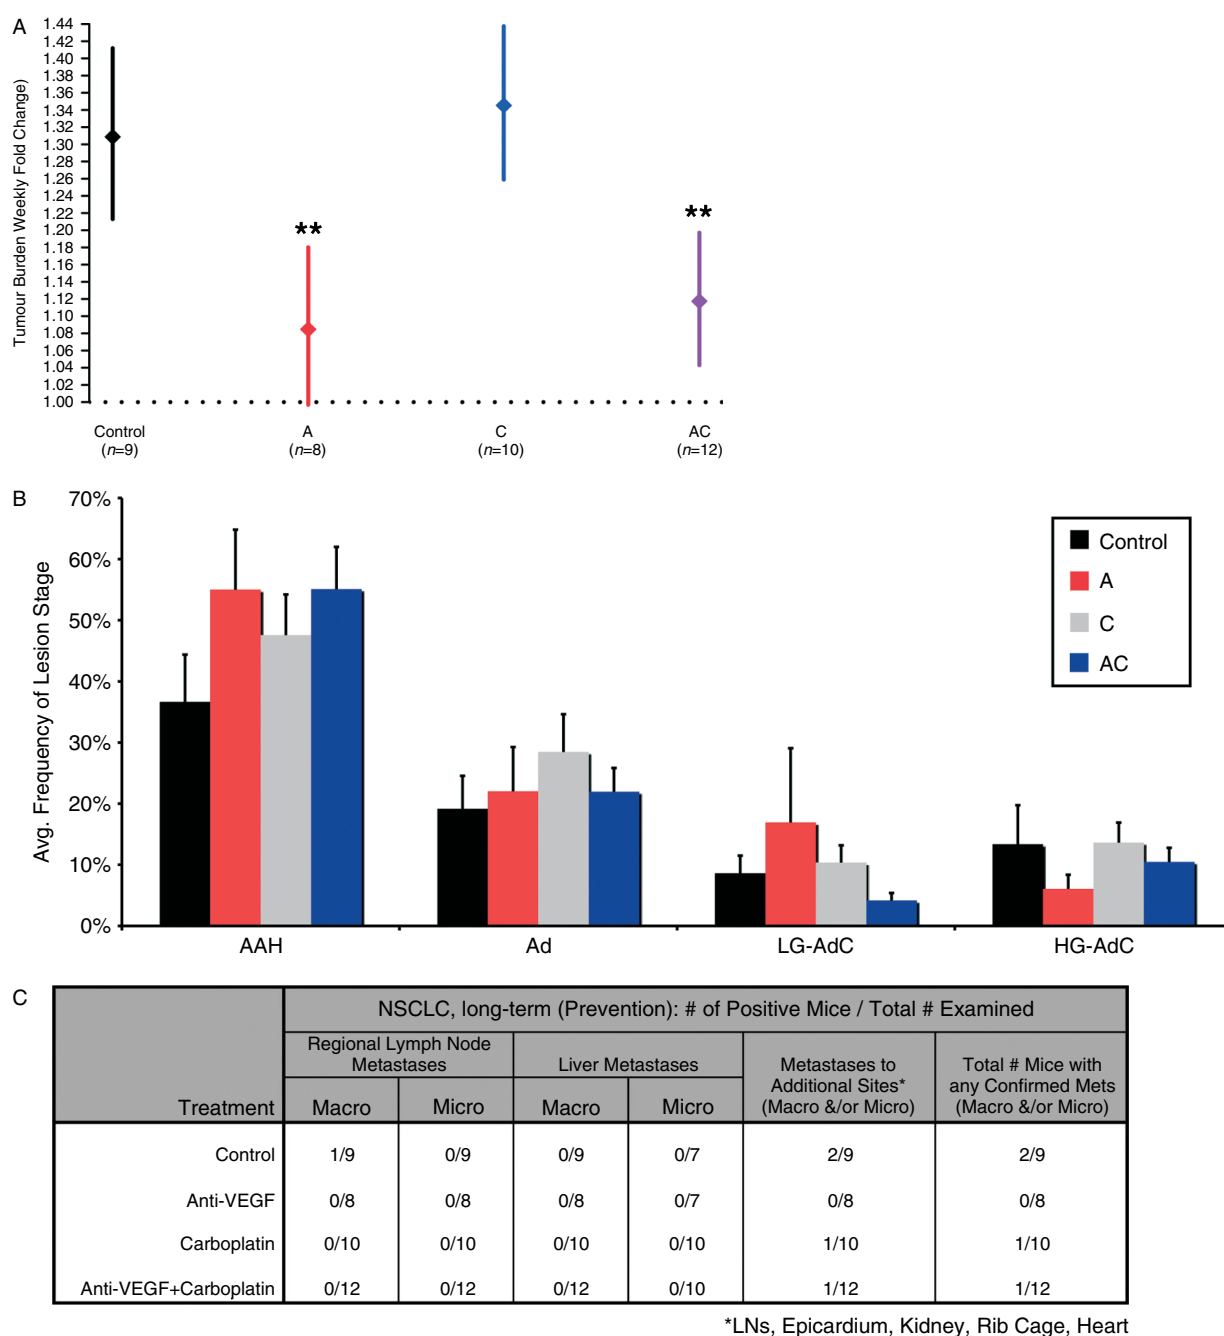 A
Tumour Burden Weekly Fold Change)
1.44
1.42
1.40
1.38
1.36
1.34
1.32
1.30
1.28
1.26
1.24
1.22
1.20
1.18
1.16
1.14
1.12
1.10
1.08
1.06
1.04
1.02
1.00
**
**
Control A C AC
(n=9) (n=8) (n=10) (n=12)
B
Avg. Frequency of Lesion Stage
70%
60%
50%
40%
30%
20%
10%
0%
Control
A
C
AC
AAH Ad LG-AdC HG-AdC
C
NSCLC, long-term (Prevention): # of Positive Mice / Total # Examined
Regional Lymph Node
Metastases
Liver Metastases
Metastases to
Additional Sites*
(Macro &/or Micro)
Total # Mice with
any Confirmed Mets
(Macro &/or Micro)
Treatment Macro Micro Macro Micro
Control 1/9 0/9 0/9 0/7 2/9 2/9
Anti-VEGF 0/8 0/8 0/8 0/7 0/8 0/8
Carboplatin 0/10 0/10 0/10 0/10 1/10 1/10
Anti-VEGF+Carboplatin 0/12 0/12 0/12 0/10 1/12 1/12
*LNs, Epicardium, Kidney, Rib Cage, Heart